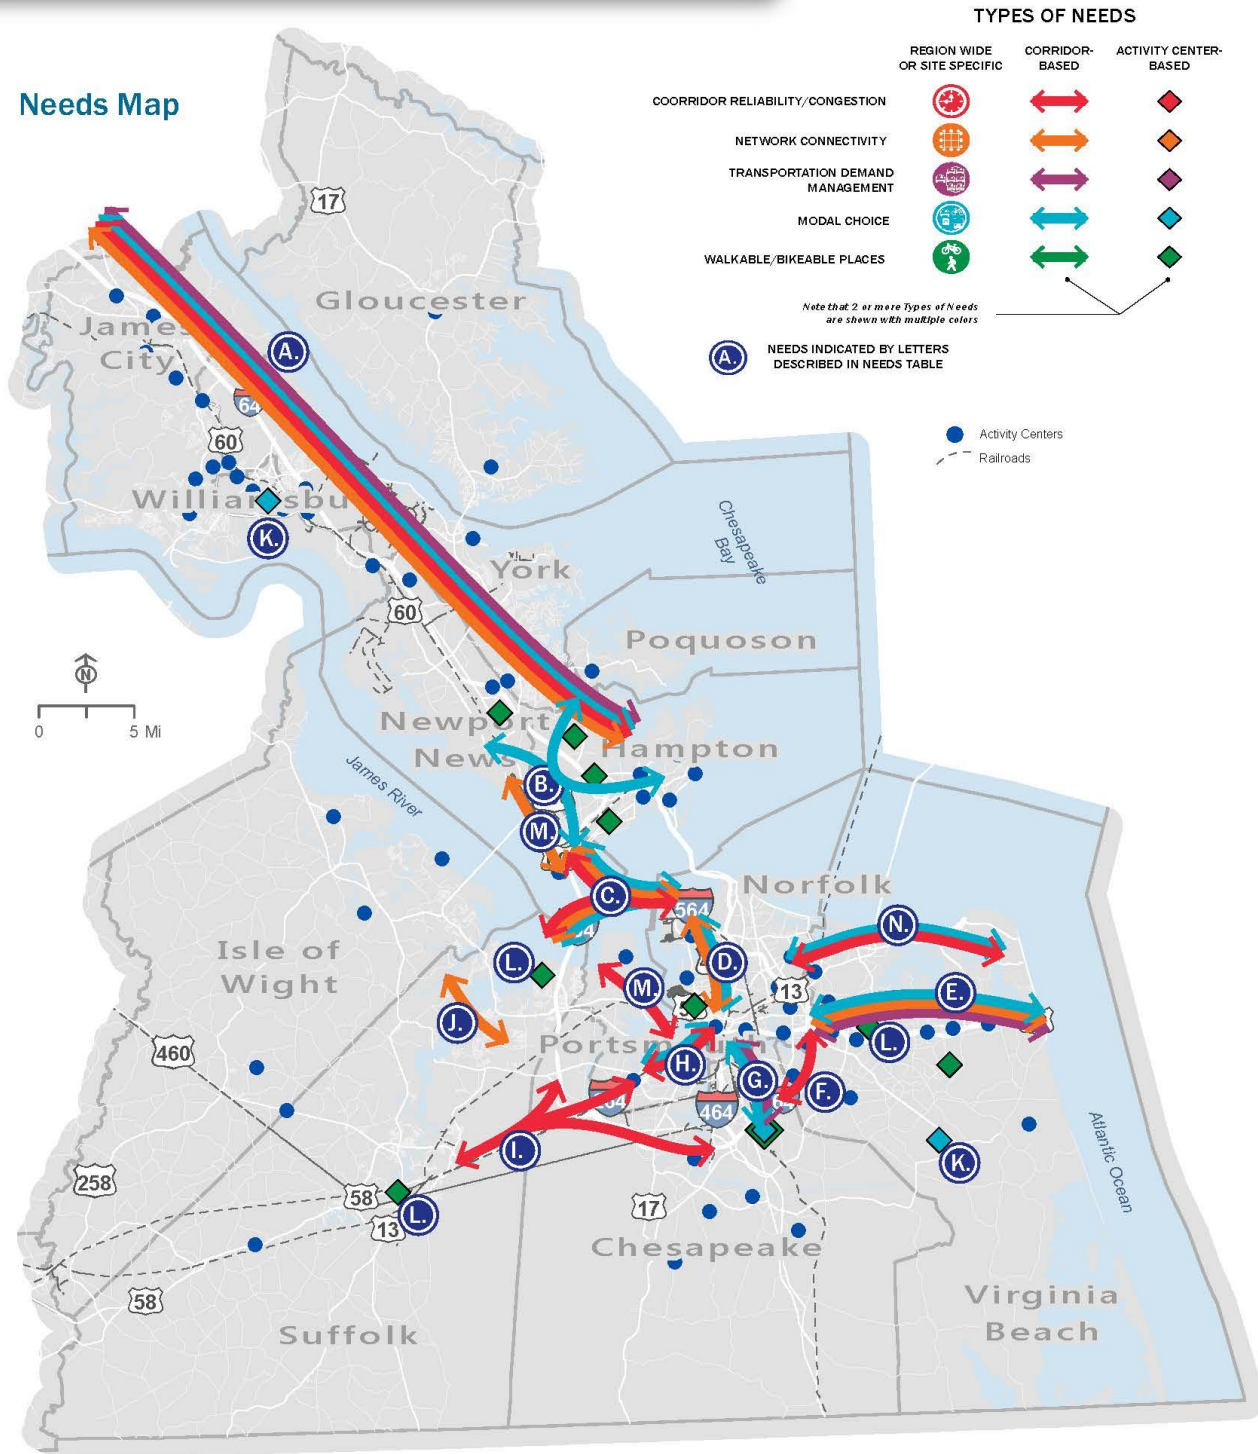 TYPES OF NEEDS
REGION WIDE
OR SITE SPECIFIC
CORRIDOR-
BASED
ACTIVITY CENTER-
BASED
COORRIDOR RELIABILITY/CONGESTION
NETWORK CONNECTIVITY
TRANSPORTATION DEMAND
MANAGEMENT
MODAL CHOICE
WALKABLE/BIKEABLE PLACES
Note that 2 or more Types of Needs
are shown with multiple colors
A.
NEEDS INDICATED BY LETTERS
DESCRIBED IN NEEDS TABLE
Activity Centers
Railroads
Needs Map
17
Gloucester
James
City
A.
64
60
Williamsbu
K.
Chesapeake
Bay
York
60
Poquoson
N
0
5 Mi
Newport
News
Hampton
James River
B.
M.
Norfolk
C.
564
N.
Isle of
Wight
L.
D.
M.
13
E.
J.
Portsmouth
L.
460
H.
G.
F.
64
464
64
I.
Atlantic Ocean
K.
258
58
L.
13
17
Chesapeake
58
Suffolk
Virginia
Beach